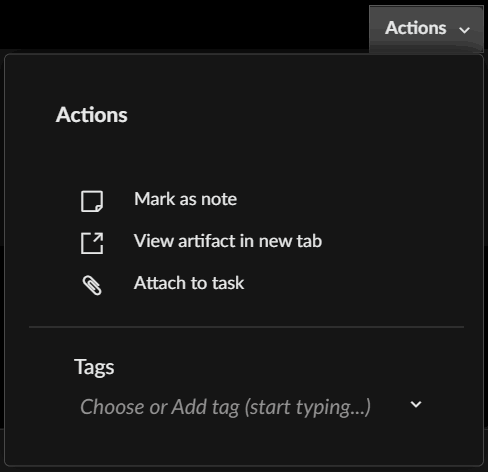 Actions
Actions
Mark as note
View artifact in new tab
Attach to task
Tags
Choose or Add tag (start typing...)